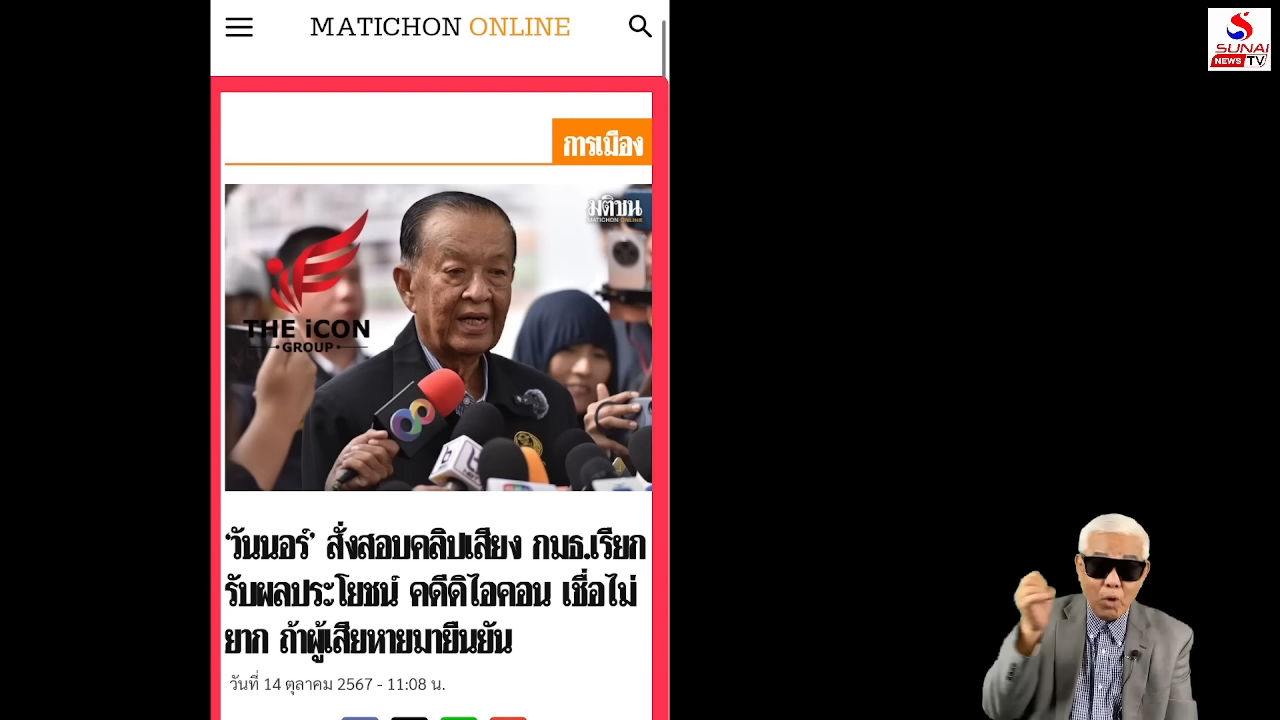 MATICHON ONLINE
SUNAI
NEWS TV
การเมือง
มติชน
MATICHON ONLINE
THE iCON
GROUP
‘วันนอร์’ สั่งสอบคลิปเสียง กมธ.เรียก
รับผลประโยชน์ คดีดิไอคอน เชื่อไม่
ยาก ถ้าผู้เสียหายมายืนยัน
วันที่ 14 ตุลาคม 2567 - 11:08 น.